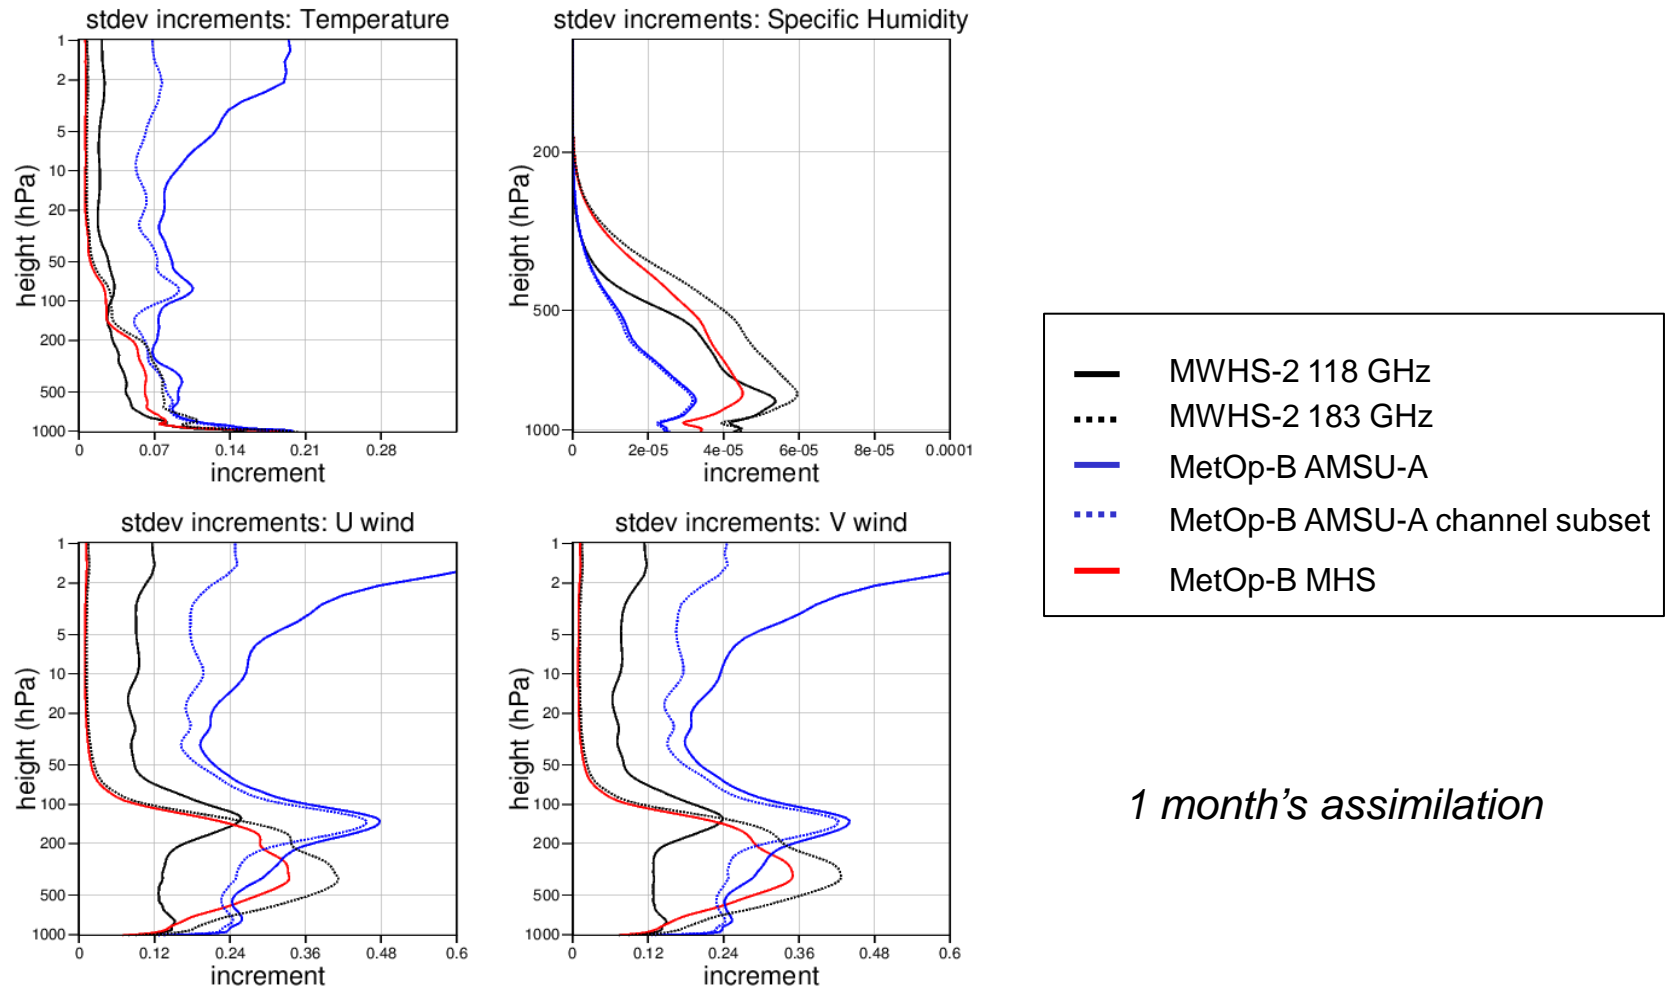 stdev increments: Temperature
1
2
5
10
20
50
100
200
500
1000
height (hPa)
0 0.07 0.14 0.21 0.28
increment
stdev increments: Specific Humidity
200
500
1000
height (hPa)
0 2e-05 4e-05 6e-05 8e-05 0.0001
increment
stdev increments: U wind
1
2
5
10
20
50
100
200
500
1000
height (hPa)
0 0.12 0.24 0.36 0.48 0.6
increment
stdev increments: V wind
1
2
5
10
20
50
100
200
500
1000
height (hPa)
0 0.12 0.24 0.36 0.48 0.6
increment
MWHS-2 118 GHz
MWHS-2 183 GHz
MetOp-B AMSU-A
MetOp-B AMSU-A channel subset
MetOp-B MHS
1 month’s assimilation